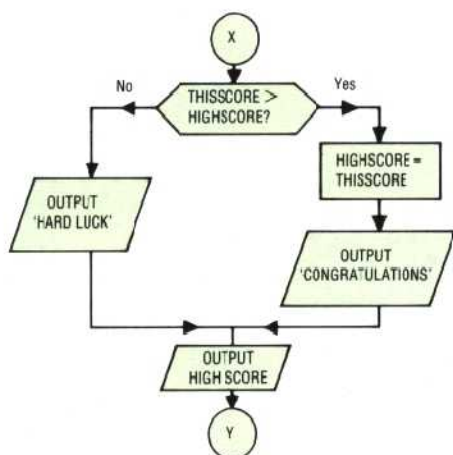 X
No
THISSCORE >
HIGHSCORE?
Yes
HIGHSCORE =
THISSCORE
OUTPUT
'HARD LUCK'
OUTPUT
'CONGRATULATIONS'
OUTPUT
HIGH SCORE
Y